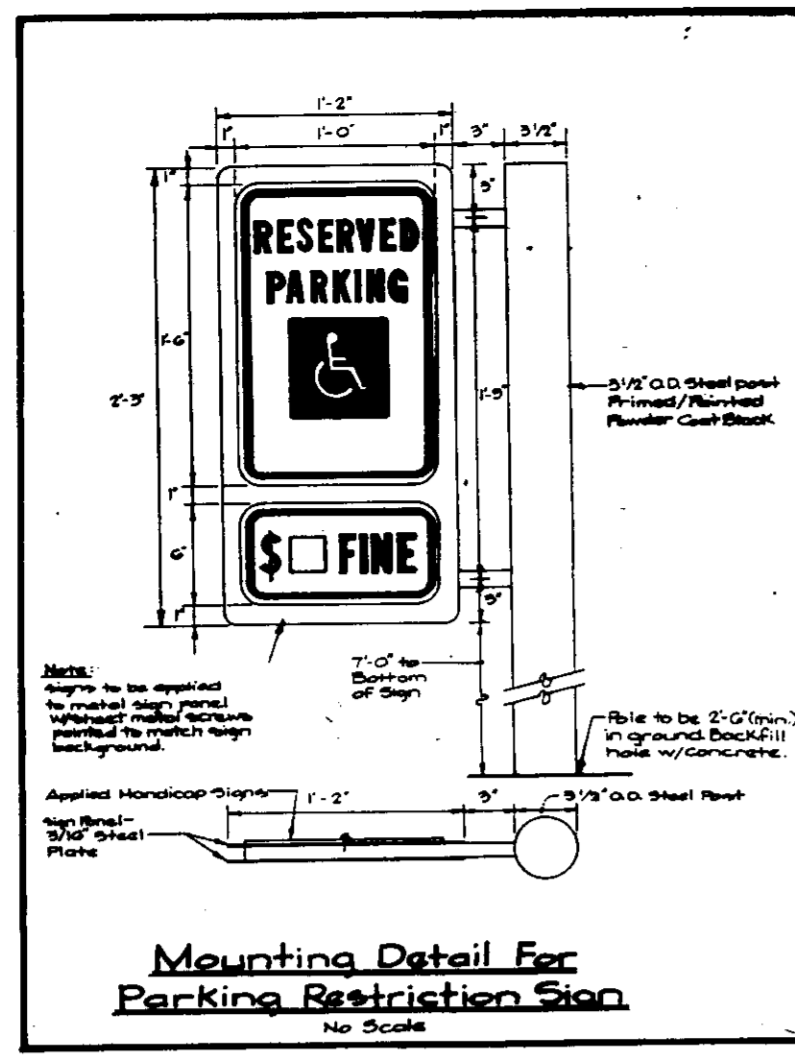 1'-2"
1" 1'-0" 1" 3" 3 1/2"
1"
3"
RESERVED
PARKING
1'-6"
2'-3"
1'-9"
3 1/2" O.D. Steel post
Primed/Painted
Powder Coat Black
1"
6"
$ □ FINE
3"
1"
Note:
Signs to be applied
to metal sign panel
w/sheet metal screws
painted to match sign
background.
7'-0" to
Bottom
of Sign
Pole to be 2'-6" (min.)
in ground. Backfill
hole w/concrete.
Applied Handicap Signs
1'-2" 3" 3 1/2" O.D. Steel Post
Sign Panel-
3/16" Steel
Plate
Mounting Detail For
Parking Restriction Sign
No Scale